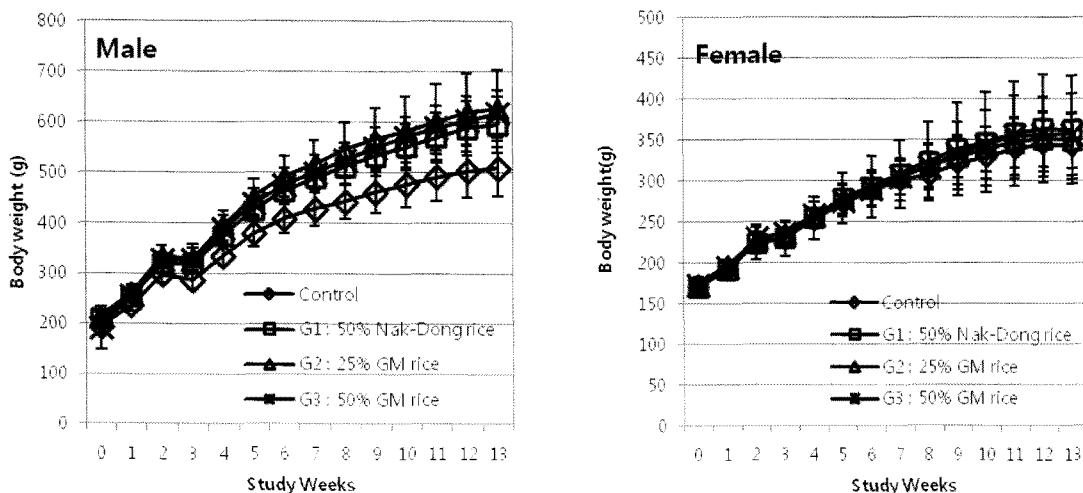 Male
Body weight (g)
800
700
600
500
400
300
200
100
0
Control
G1 : 50% Nak-Dong rice
G2 : 25% GM rice
G3 : 50% GM rice
0 1 2 3 4 5 6 7 8 9 10 11 12 13
Study Weeks
Female
Body weight(g)
500
450
400
350
300
250
200
150
100
50
0
Control
G1: 50% Nak-Dong rice
G2: 25% GM rice
G3 : 50% GM rice
0 1 2 3 4 5 6 7 8 9 10 11 12 13
Study Weeks